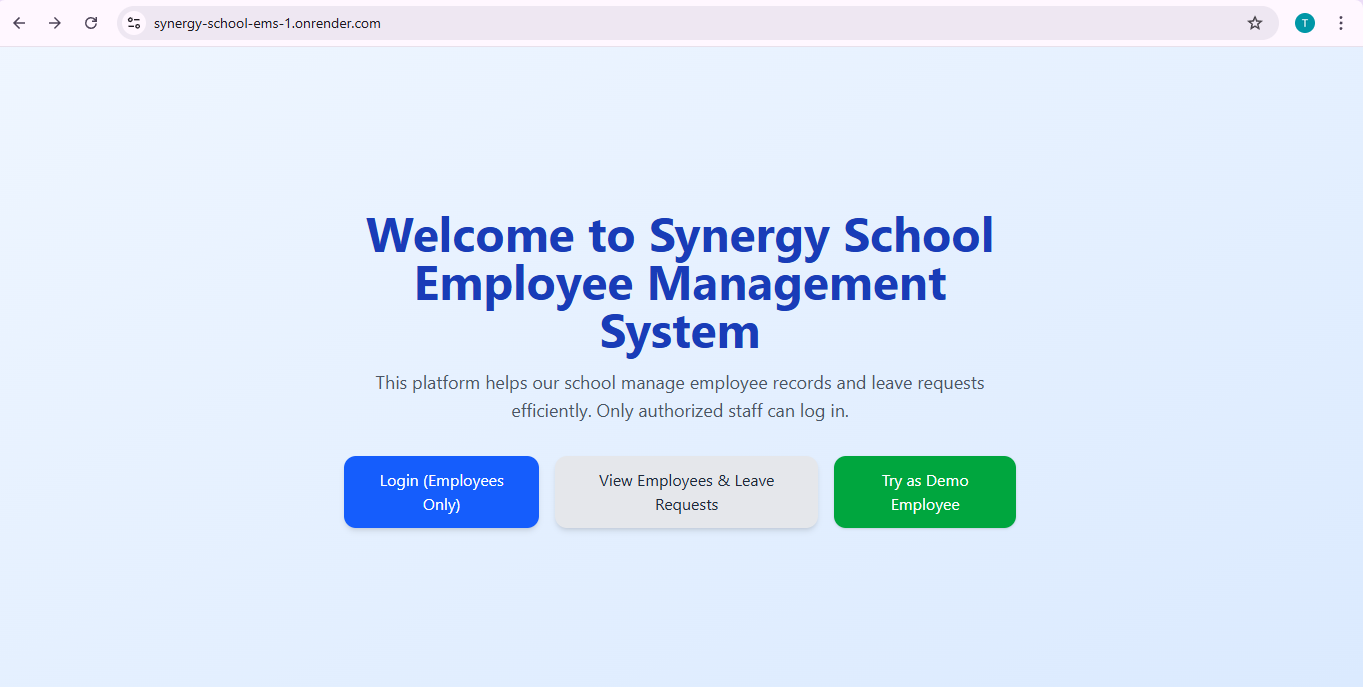 synergy-school-ems-1.onrender.com
T
Welcome to Synergy School
Employee Management
System
This platform helps our school manage employee records and leave requests
efficiently. Only authorized staff can log in.
Login (Employees
Only)
View Employees & Leave
Requests
Try as Demo
Employee